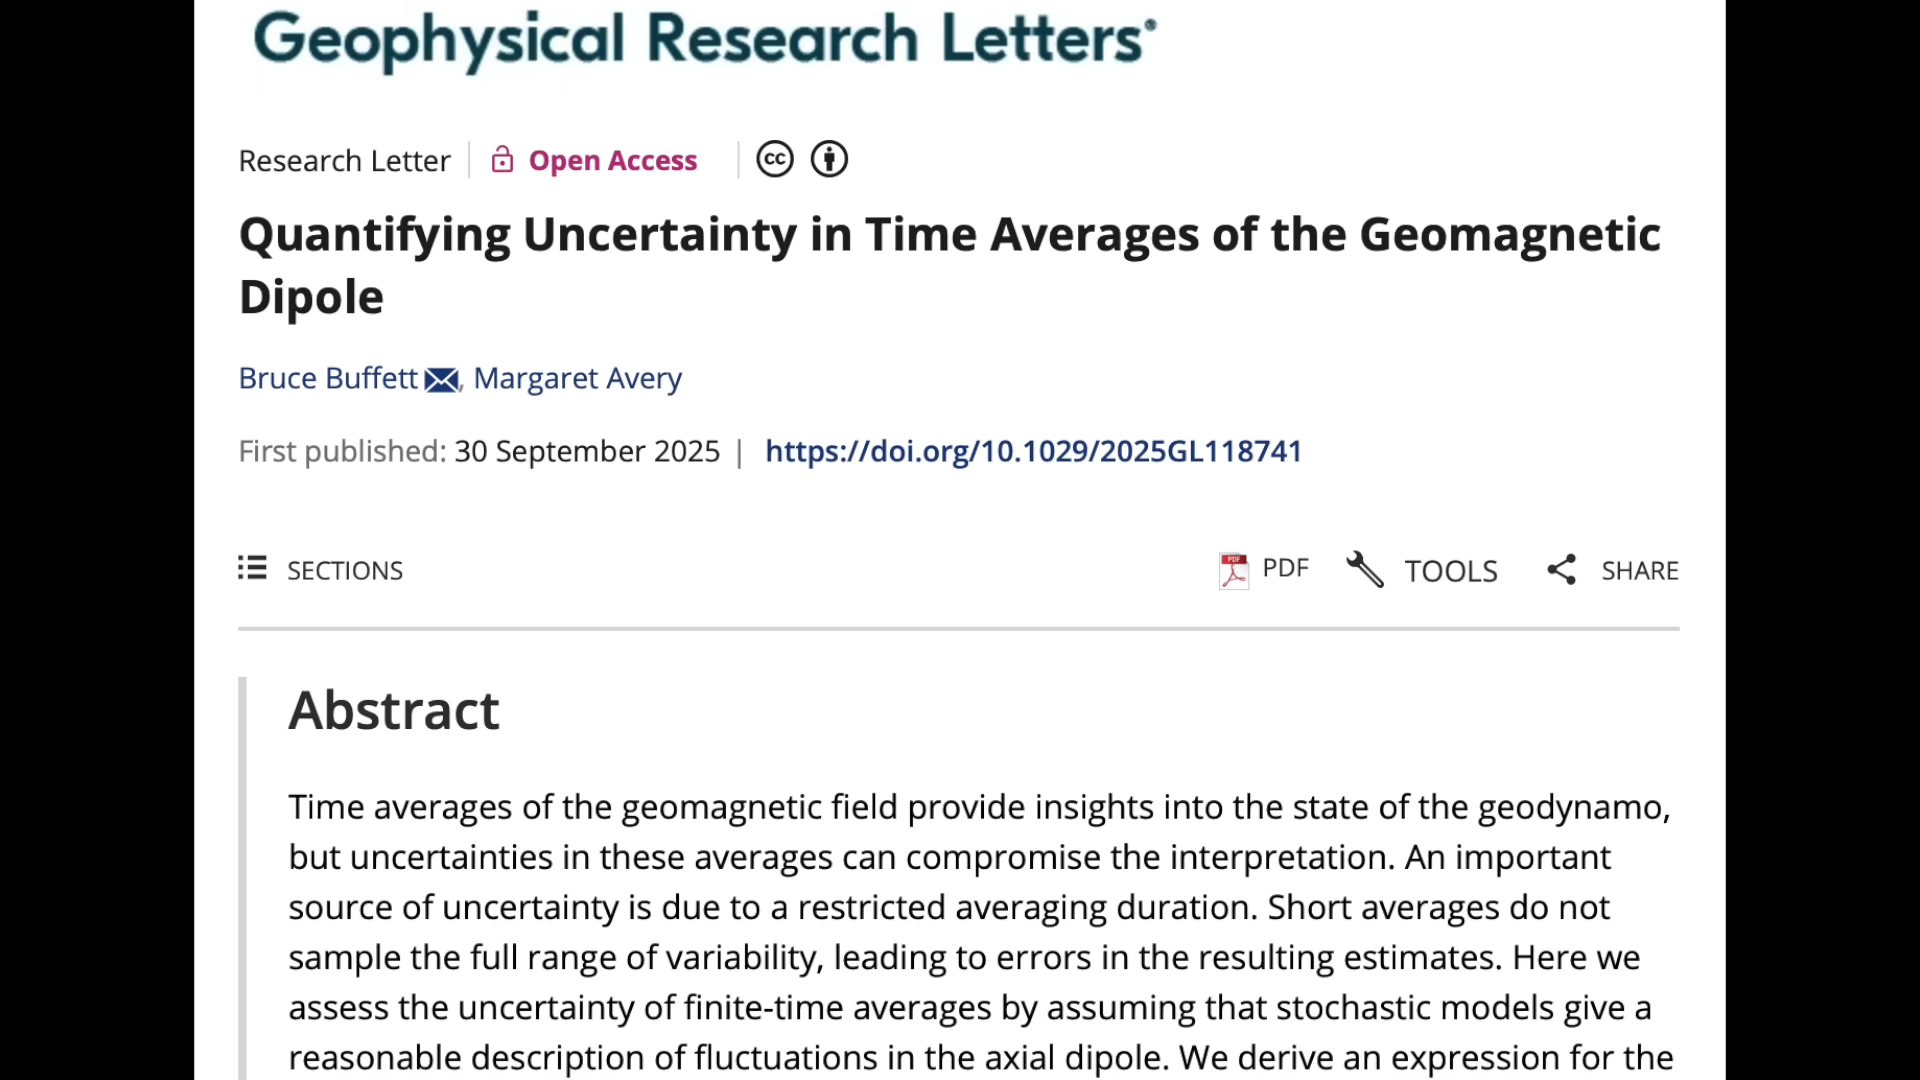 Geophysical Research Letters®
Research Letter | Open Access
Quantifying Uncertainty in Time Averages of the Geomagnetic
Dipole
Bruce Buffett, Margaret Avery
First published: 30 September 2025 | https://doi.org/10.1029/2025GL118741
SECTIONS PDF TOOLS SHARE
Abstract
Time averages of the geomagnetic field provide insights into the state of the geodynamo,
but uncertainties in these averages can compromise the interpretation. An important
source of uncertainty is due to a restricted averaging duration. Short averages do not
sample the full range of variability, leading to errors in the resulting estimates. Here we
assess the uncertainty of finite-time averages by assuming that stochastic models give a
reasonable description of fluctuations in the axial dipole. We derive an expression for the